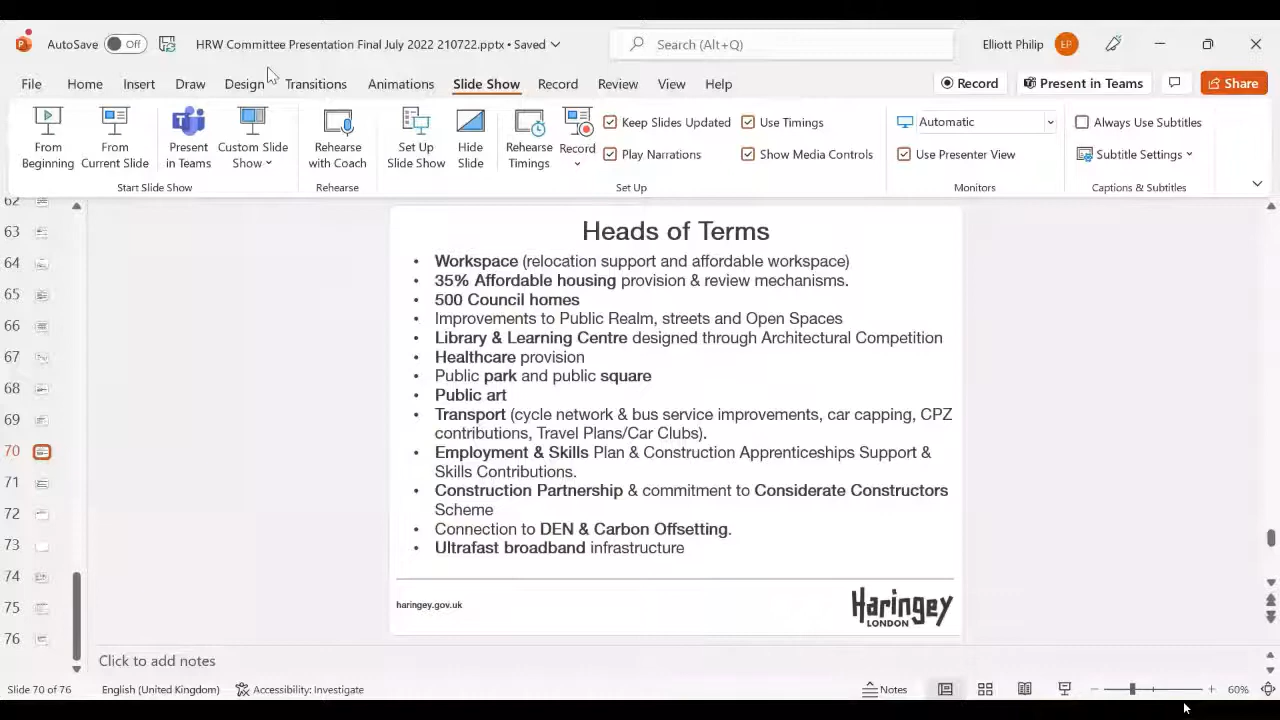 AutoSave Off HRW Committee Presentation Final July 2022 210722.pptx • Saved Search (Alt+Q) Elliott Philip EP
File Home Insert Draw Design Transitions Animations Slide Show Record Review View Help Record Present in Teams Share
From Beginning
From Current Slide
Present in Teams
Custom Slide Show
Start Slide Show
Rehearse with Coach
Rehearse
Set Up Slide Show
Hide Slide
Rehearse Timings
Record
Keep Slides Updated
Play Narrations
Use Timings
Show Media Controls
Set Up
Automatic
Use Presenter View
Monitors
Always Use Subtitles
Subtitle Settings
Captions & Subtitles
62
63
64
65
66
67
68
69
70
71
72
73
74
75
76
Heads of Terms
• Workspace (relocation support and affordable workspace)
• 35% Affordable housing provision & review mechanisms.
• 500 Council homes
• Improvements to Public Realm, streets and Open Spaces
• Library & Learning Centre designed through Architectural Competition
• Healthcare provision
• Public park and public square
• Public art
• Transport (cycle network & bus service improvements, car capping, CPZ
contributions, Travel Plans/Car Clubs).
• Employment & Skills Plan & Construction Apprenticeships Support &
Skills Contributions.
• Construction Partnership & commitment to Considerate Constructors
Scheme
• Connection to DEN & Carbon Offsetting.
• Ultrafast broadband infrastructure
haringey.gov.uk
Haringey
LONDON
Click to add notes
Slide 70 of 76 English (United Kingdom) Accessibility: Investigate Notes 60%